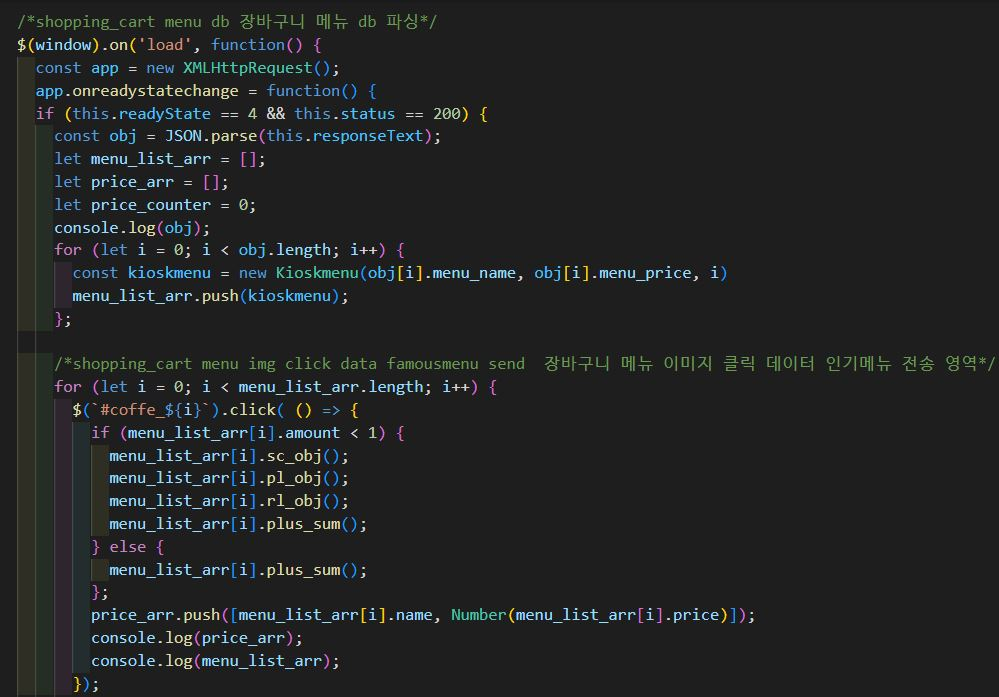 /*shopping_cart menu db 장바구니 메뉴 db 파싱*/
$(window).on('load', function() {
const app = new XMLHttpRequest();
app.onreadystatechange = function() {
if (this.readyState == 4 && this.status == 200) {
const obj = JSON.parse(this.responseText);
let menu_list_arr = [];
let price_arr = [];
let price_counter = 0;
console.log(obj);
for (let i = 0; i < obj.length; i++) {
const kioskmenu = new Kioskmenu(obj[i].menu_name, obj[i].menu_price, i)
menu_list_arr.push(kioskmenu);
};
/*shopping_cart menu img click data famousmenu send  장바구니 메뉴 이미지 클릭 데이터 인기메뉴 전송 영역*/
for (let i = 0; i < menu_list_arr.length; i++) {
$(`#coffe_${i}`).click( () => {
if (menu_list_arr[i].amount < 1) {
menu_list_arr[i].sc_obj();
menu_list_arr[i].pl_obj();
menu_list_arr[i].rl_obj();
menu_list_arr[i].plus_sum();
} else {
menu_list_arr[i].plus_sum();
};
price_arr.push([menu_list_arr[i].name, Number(menu_list_arr[i].price)]);
console.log(price_arr);
console.log(menu_list_arr);
});